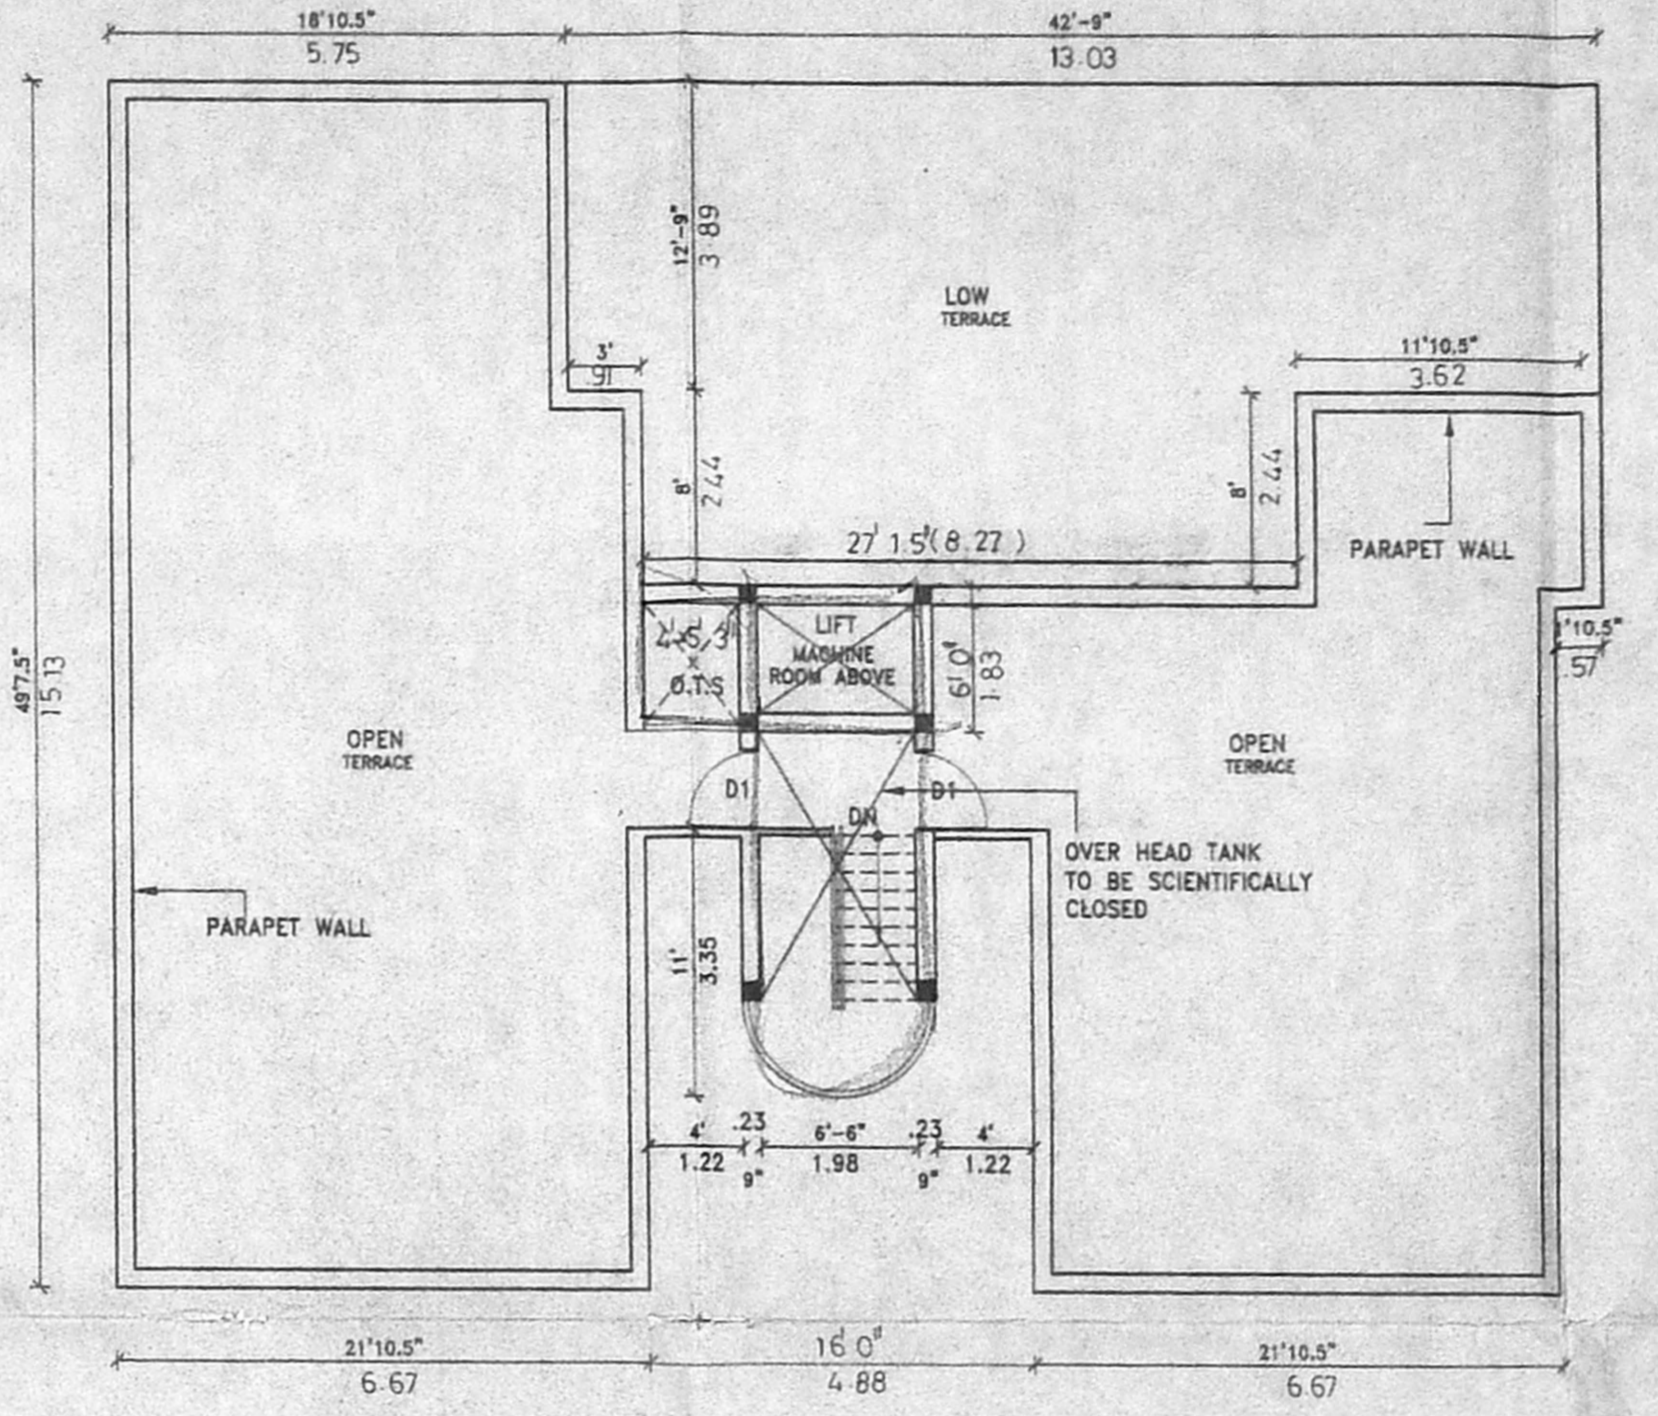 18'10.5"
5.75
42'-9"
13.03
12'-9"
3.89
LOW
TERRACE
3'
.91
11'10.5"
3.62
8'
2.44
8'
2.44
27' 1.5"(8.27 )
PARAPET WALL
LIFT
MACHINE
ROOM ABOVE
O.T.S
6'0"
1.83
1'10.5"
.57
49'7.5"
15.13
OPEN
TERRACE
OPEN
TERRACE
D1
D1
DN
OVER HEAD TANK
TO BE SCIENTIFICALLY
CLOSED
PARAPET WALL
11'
3.35
4'
1.22
.23
9"
6'-6"
1.98
.23
9"
4'
1.22
21'10.5"
6.67
16'0"
4.88
21'10.5"
6.67